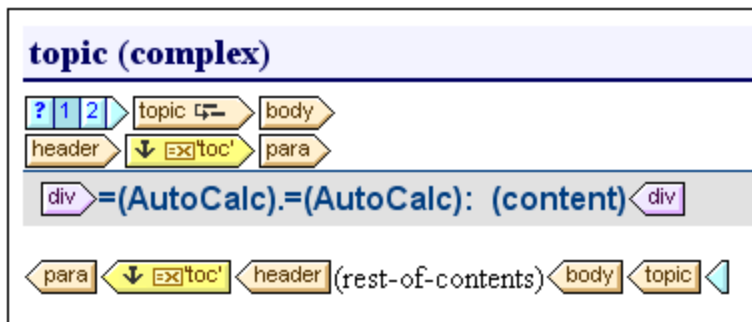 topic (complex)
? 1 2 topic body
header 'toc' para
div =(AutoCalc).=(AutoCalc): (content) div
para 'toc' header (rest-of-contents) body topic